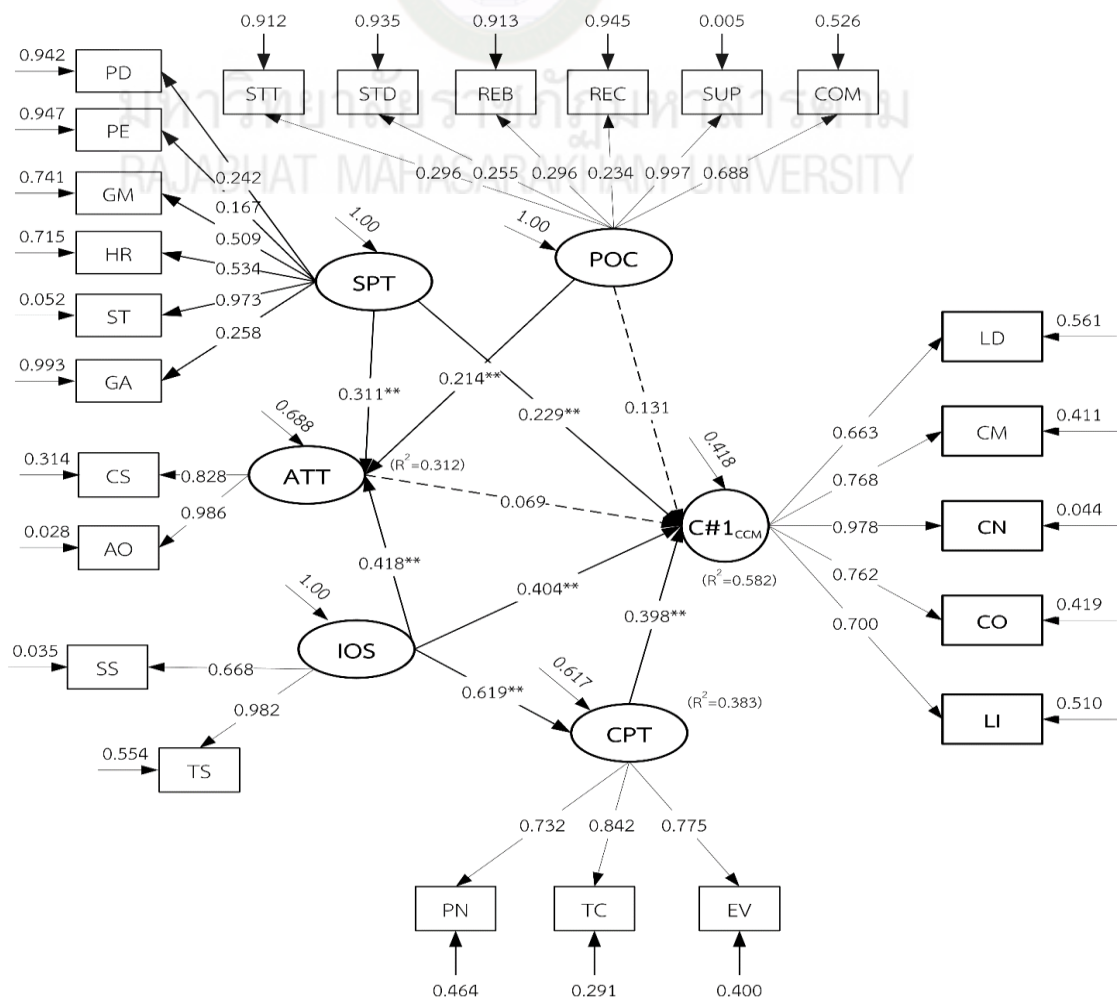 0.912 0.935 0.913 0.945 0.005 0.526
STT STD REB REC SUP COM
0.942 PD
0.947 PE
0.741 GM
0.715 HR
0.052 ST
0.993 GA
มหาวิทยาลัยราชภัฏมหาสารคาม
RAJABHAT MAHASARAKHAM UNIVERSITY
0.242
0.167
0.509
0.534
0.973
0.258
0.296 0.255 0.296 0.234 0.997 0.688
1.00 SPT
1.00 POC
0.311**
0.214**
0.229**
0.131
0.688 ATT
(R²=0.312)
0.069
0.314 CS 0.828
0.028 AO 0.986
0.418 C#1CCM
(R²=0.582)
0.663 LD 0.561
0.768 CM 0.411
0.978 CN 0.044
0.762 CO 0.419
0.700 LI 0.510
0.418**
0.404**
0.398**
1.00 IOS
0.035 SS 0.668
0.554 TS 0.982
0.619**
0.617 CPT
(R²=0.383)
0.732 0.842 0.775
PN TC EV
0.464 0.291 0.400